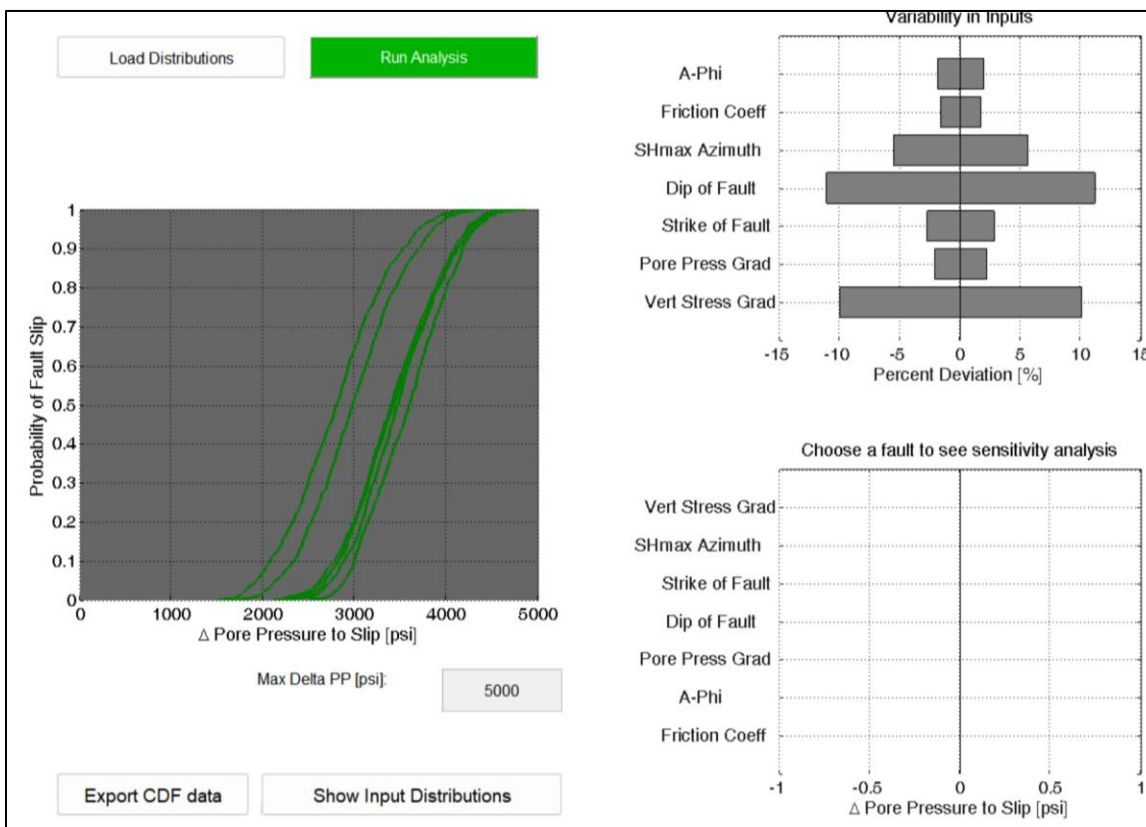 Load Distributions
Run Analysis
1
0.9
0.8
0.7
0.6
0.5
0.4
0.3
0.2
0.1
0
Probability of Fault Slip
0 1000 2000 3000 4000 5000
Δ Pore Pressure to Slip [psi]
Max Delta PP [psi]:
5000
Export CDF data
Show Input Distributions
Variability in Inputs
A-Phi
Friction Coeff
SHmax Azimuth
Dip of Fault
Strike of Fault
Pore Press Grad
Vert Stress Grad
-15 -10 -5 0 5 10 15
Percent Deviation [%]
Choose a fault to see sensitivity analysis
Vert Stress Grad
SHmax Azimuth
Strike of Fault
Dip of Fault
Pore Press Grad
A-Phi
Friction Coeff
-1 -0.5 0 0.5 1
Δ Pore Pressure to Slip [psi]